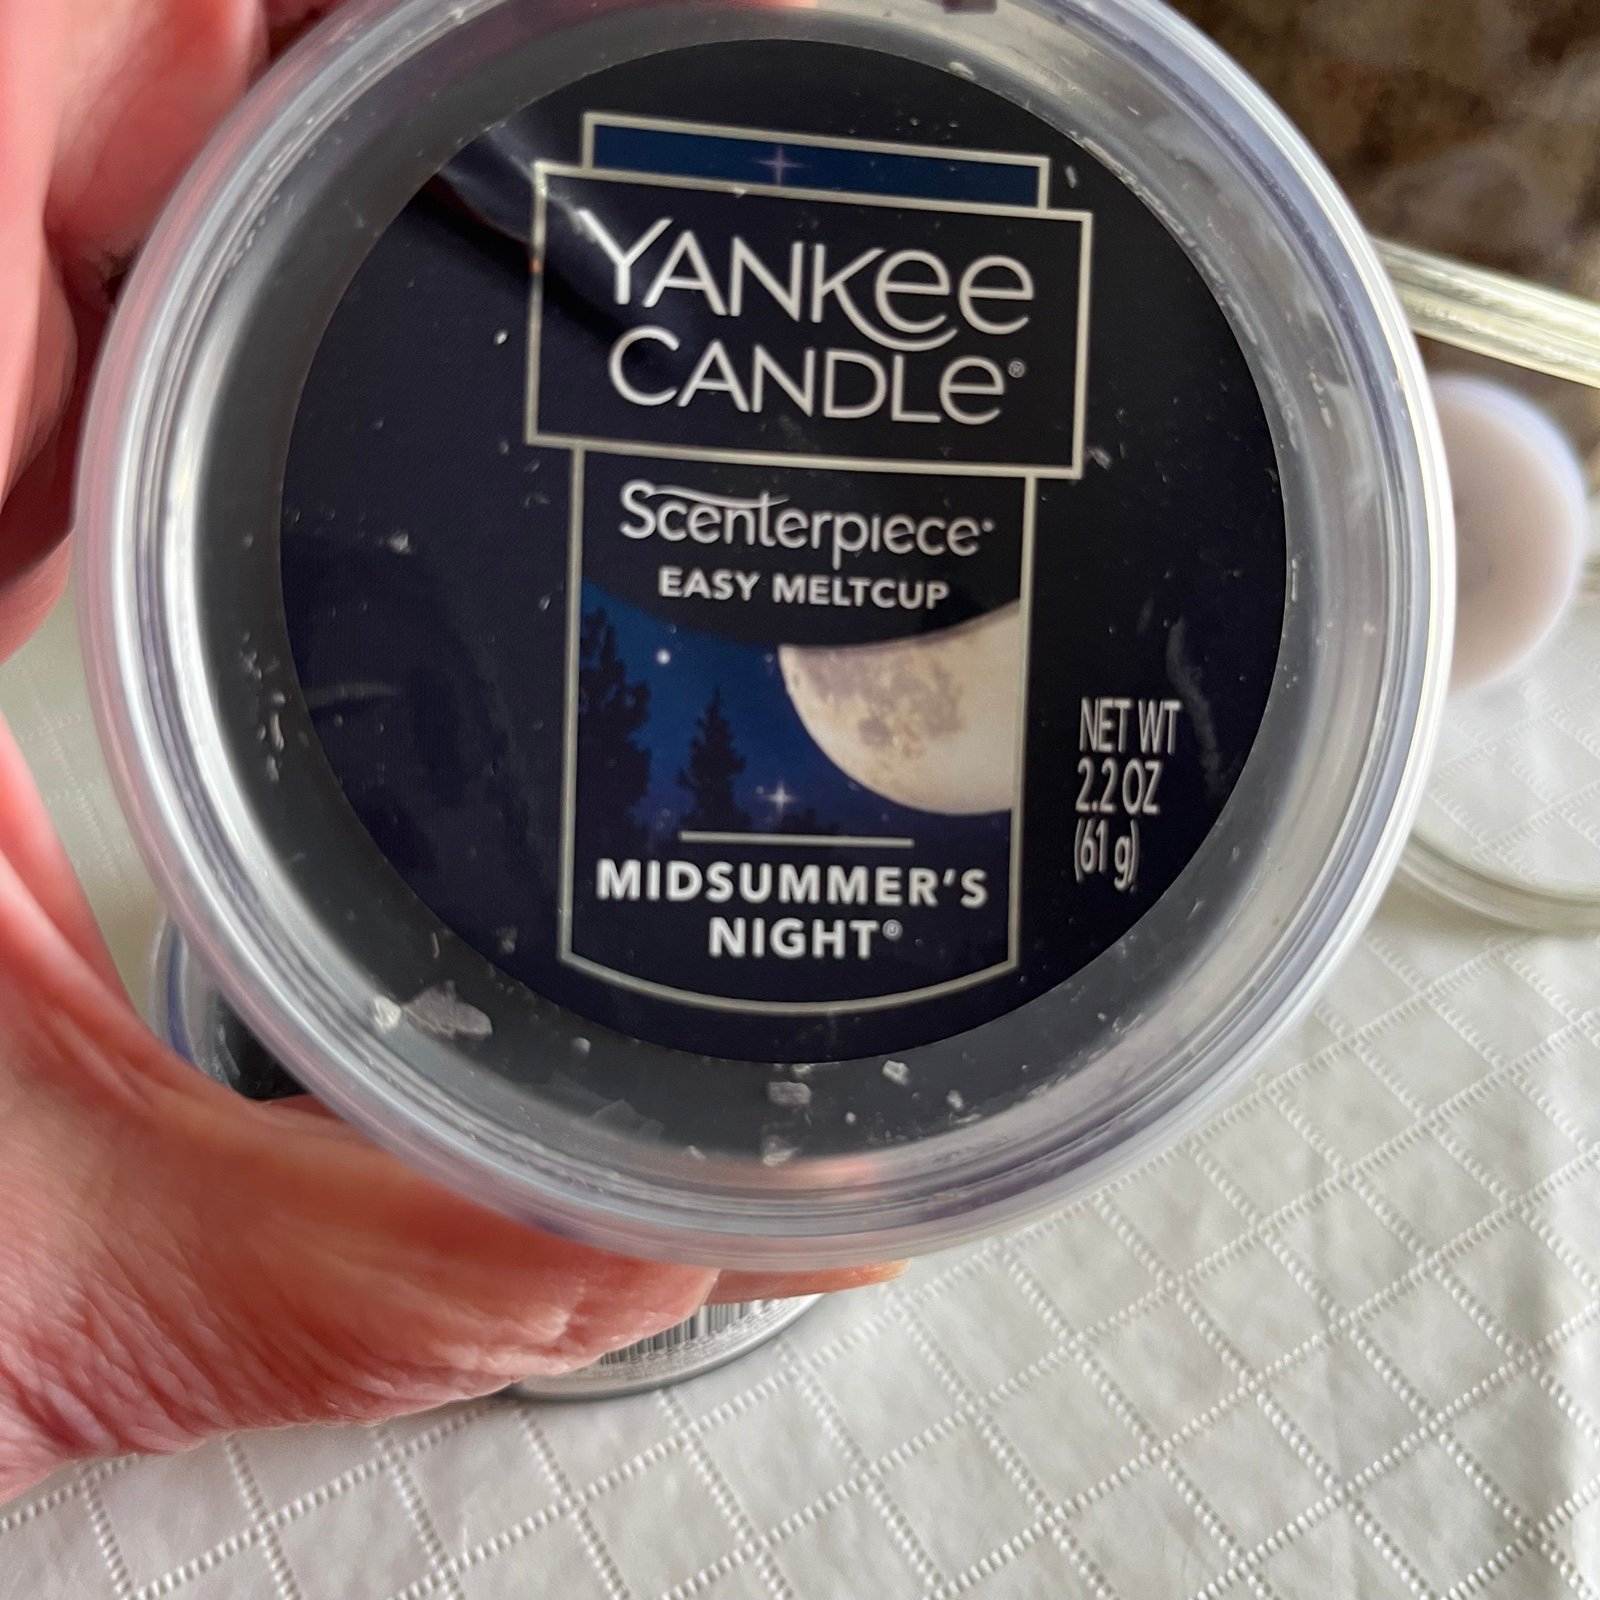 YANKEE
CANDLE®
Scenterpiece®
EASY MELTCUP
MIDSUMMER'S
NIGHT®
NET WT
2.2 OZ
(61 g)